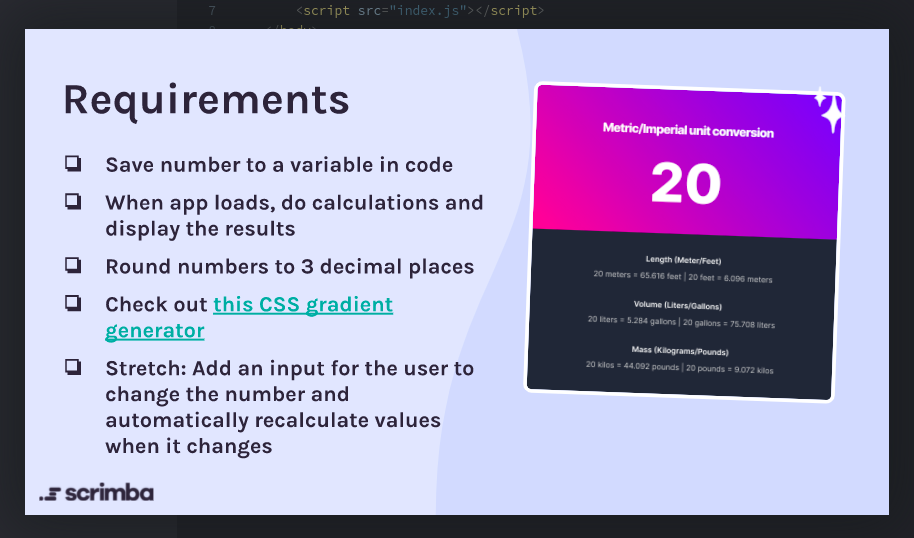 7 <script src="index.js"></script>
Requirements
Save number to a variable in code
When app loads, do calculations and
display the results
Round numbers to 3 decimal places
Check out this CSS gradient
generator
Stretch: Add an input for the user to
change the number and
automatically recalculate values
when it changes
Metric/Imperial unit conversion
20
Length (Meter/Feet)
20 meters = 65.616 feet | 20 feet = 6.096 meters
Volume (Liters/Gallons)
20 liters = 5.284 gallons | 20 gallons = 75.708 liters
Mass (Kilograms/Pounds)
20 kilos = 44.092 pounds | 20 pounds = 9.072 kilos
scrimba